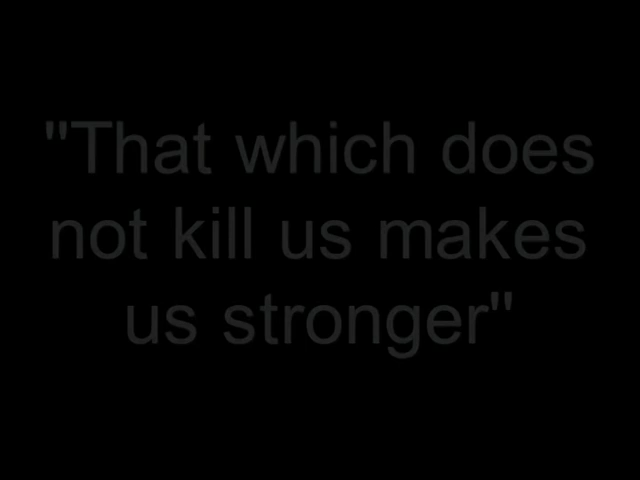 "That which does
not kill us makes
us stronger"